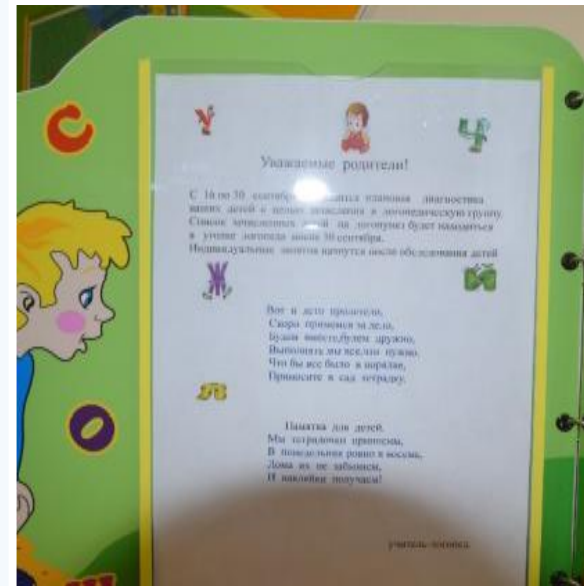 С
У
Ч
Уважаемые родители!
С 16 по 30 сентября плановая диагностика
ваших детей с целью зачисления в логопедическую группу.
Список зачисленных детей на логопункт будет находиться
в уголке логопеда после 30 сентября.
Индивидуальные занятия начнутся после обследования детей
Ж
И
Вот и лето пролетело,
Скоро примемся за дело,
Будем вместе,будем дружно,
Выполнять мы все,что нужно.
Что бы все было в порядке,
Приносите в сад тетрадку.
Л
О
Памятка для детей.
Мы тетрадочки приносим,
В понедельник ровно в восемь,
Дома их не забываем,
И наклейки получаем!
учитель-логопед